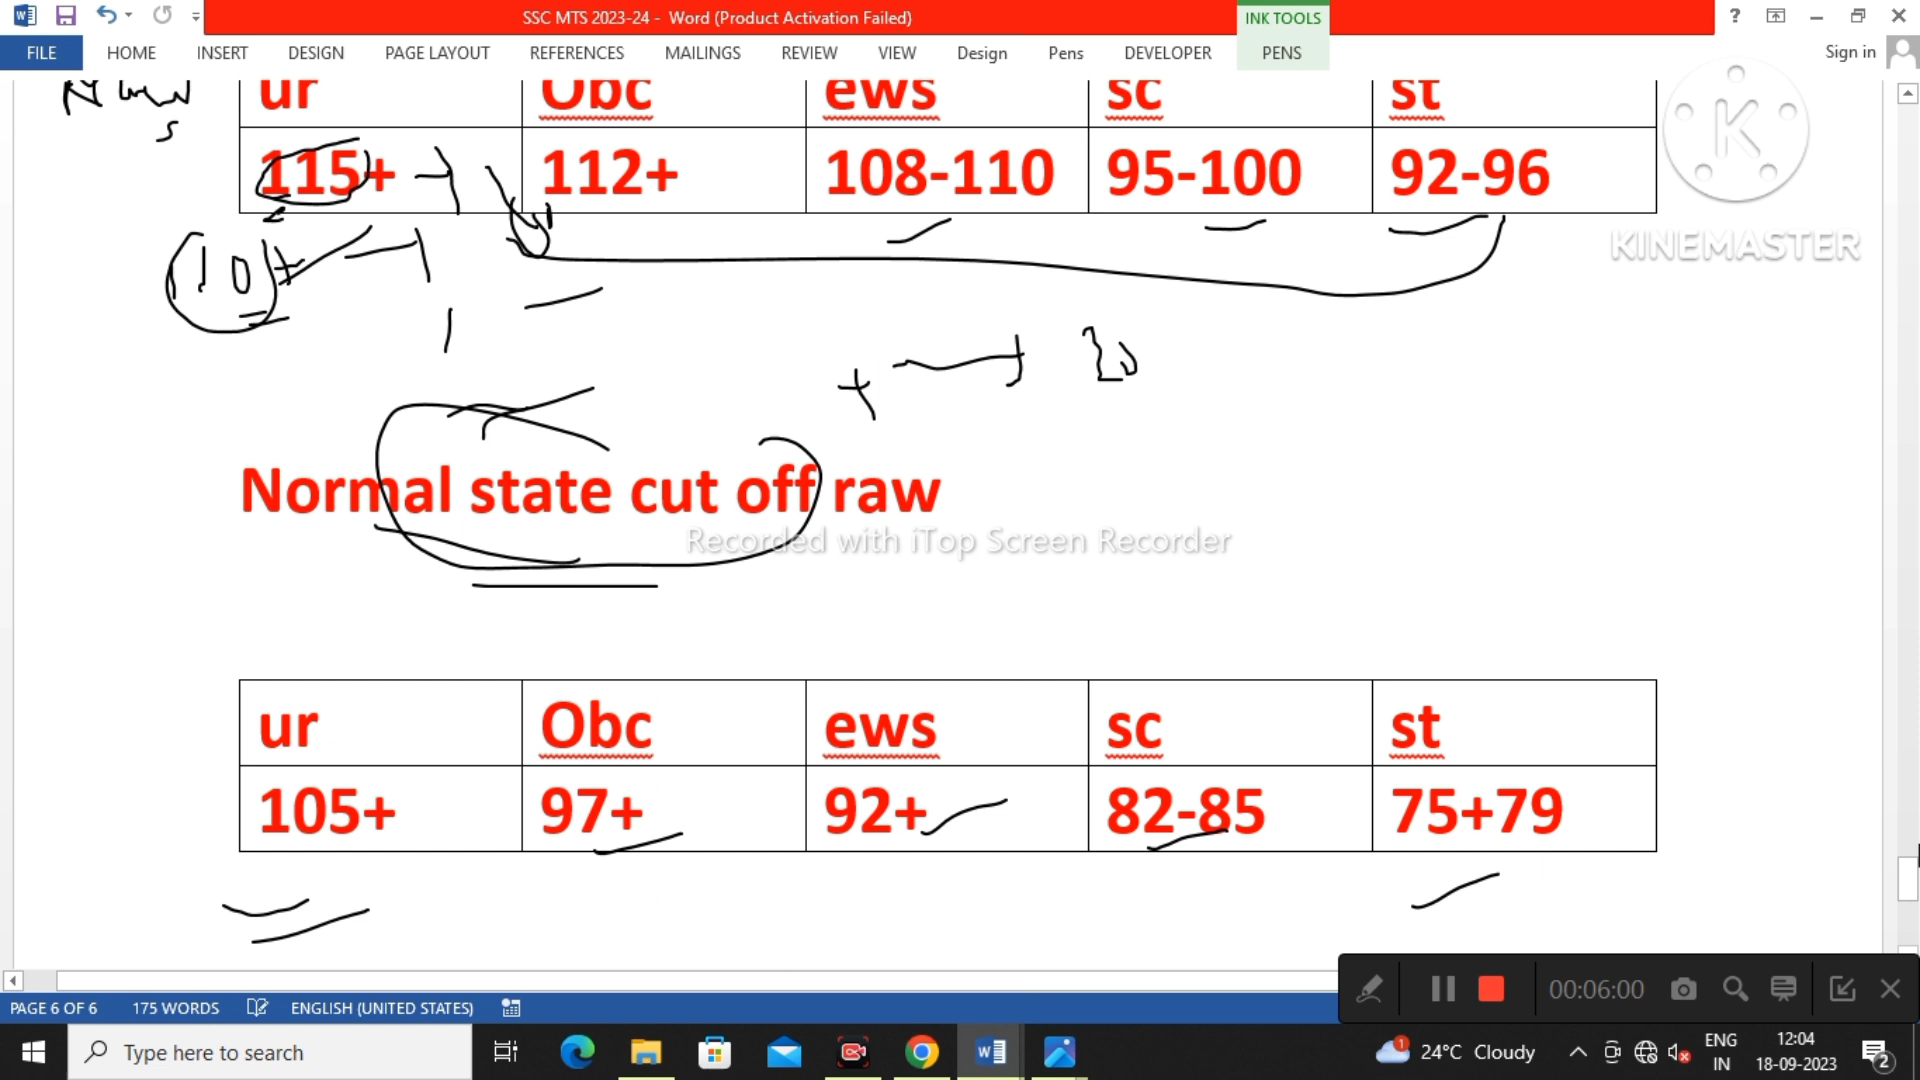 SSC MTS 2023-24 - Word (Product Activation Failed)
INK TOOLS
?
FILE HOME INSERT DESIGN PAGE LAYOUT REFERENCES MAILINGS REVIEW VIEW Design Pens DEVELOPER PENS
Sign in
ur Obc ews sc st
115+ 112+ 108-110 95-100 92-96
K
KINEMASTER
10+
Normal state cut off raw
Recorded with iTop Screen Recorder
ur Obc ews sc st
105+ 97+ 92+ 82-85 75+79
00:06:00
PAGE 6 OF 6 175 WORDS ENGLISH (UNITED STATES)
Type here to search
1
24°C Cloudy
ENG
IN
12:04
18-09-2023
2